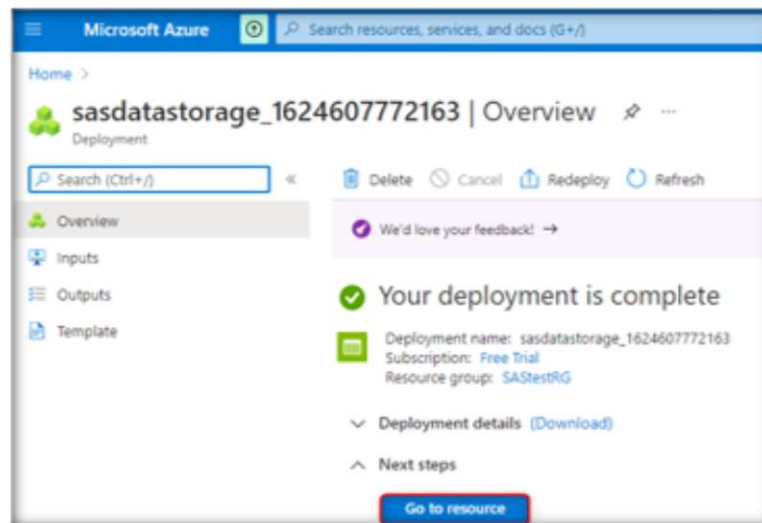 Microsoft Azure
Search resources, services, and docs (G+/)
Home >
sasdatastorage_1624607772163 | Overview
...
Deployment
Search (Ctrl+/)
«
Delete
Cancel
Redeploy
Refresh
Overview
Inputs
Outputs
Template
We'd love your feedback! →
Your deployment is complete
Deployment name: sasdatastorage_1624607772163
Subscription: Free Trial
Resource group: SAStestRG
Deployment details (Download)
Next steps
Go to resource